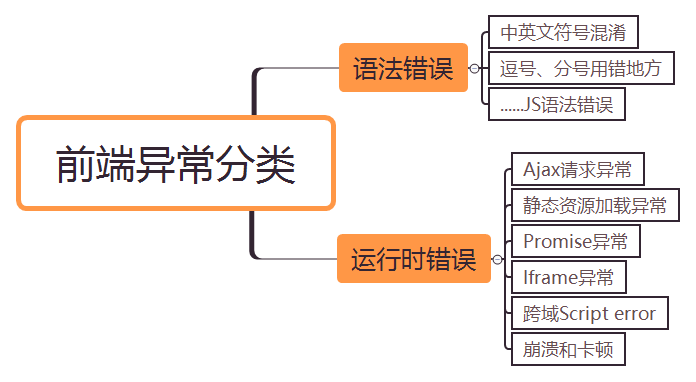 前端异常分类
语法错误
中英文符号混淆
逗号、分号用错地方
......JS语法错误
运行时错误
Ajax请求异常
静态资源加载异常
Promise异常
Iframe异常
跨域Script error
崩溃和卡顿